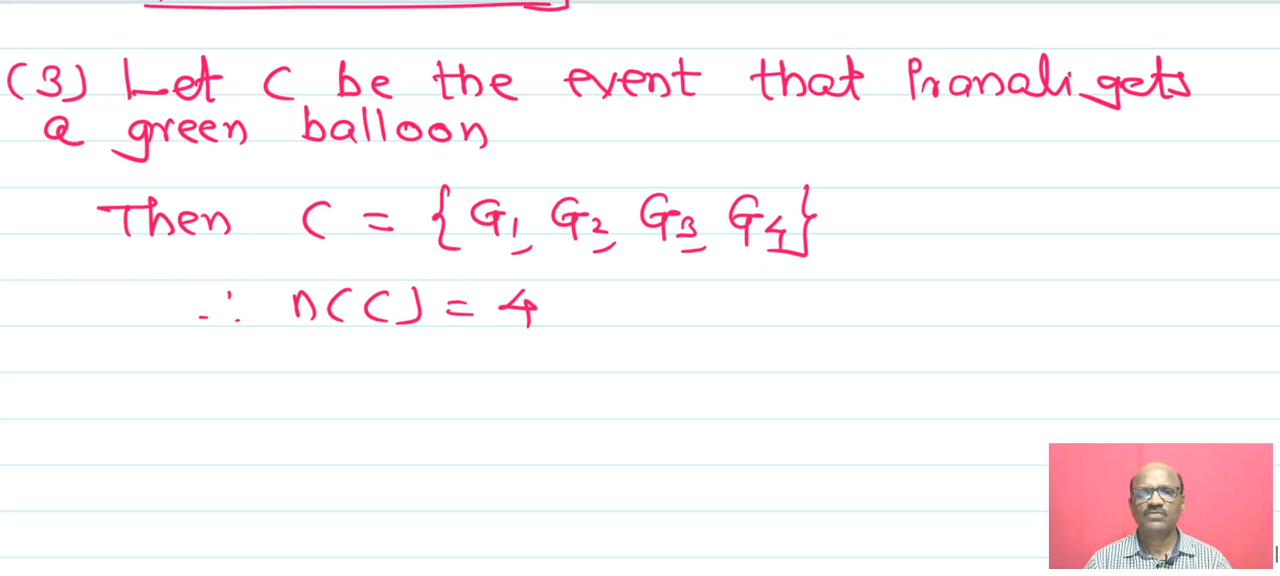 (3) Let C be the event that Pranali gets
a green balloon
Then C = {G₁ G₂ G₃ G₄}
∴ n(C) = 4